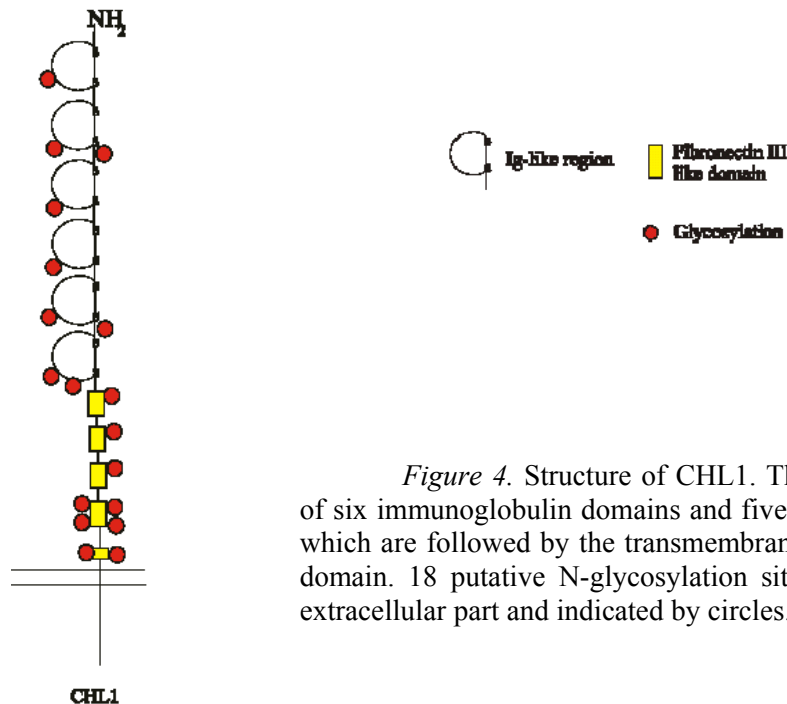 NH2
Ig-like region
Fibronectin III
like domain
Glycosylation
Figure 4. Structure of CHL1. Th
of six immunoglobulin domains and five
which are followed by the transmembran
domain. 18 putative N-glycosylation sit
extracellular part and indicated by circles.
CHL1